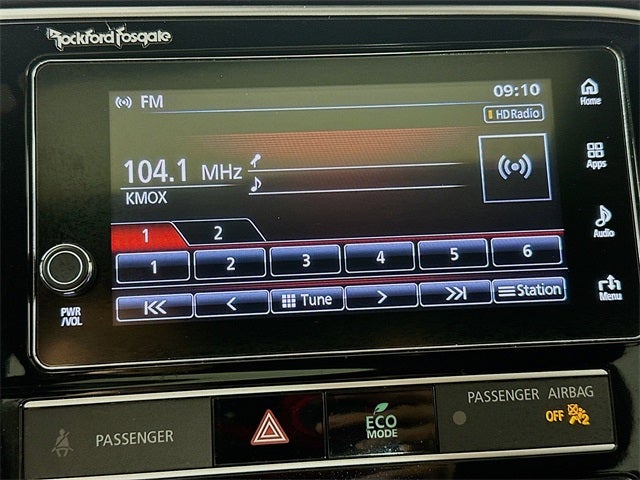 Rockford Fosgate
FM 09:10
HD Radio
Home
104.1 MHz
KMOX
Apps
1 2
Audio
1 2 3 4 5 6
Tune Station
Menu
PWR
/VOL
PASSENGER
ECO
MODE
PASSENGER AIRBAG
OFF 2